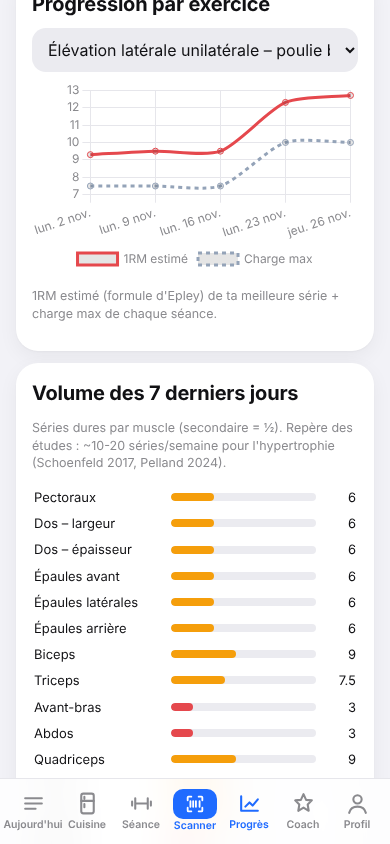 Progression par exercice
Élévation latérale unilatérale – poulie
13
12
11
10
9
8
7
lun. 2 nov.
lun. 9 nov.
lun. 16 nov.
lun. 23 nov.
jeu. 26 nov.
1RM estimé
Charge max
1RM estimé (formule d'Epley) de ta meilleure série +
charge max de chaque séance.
Volume des 7 derniers jours
Séries dures par muscle (secondaire = ½). Repère des
études : ~10-20 séries/semaine pour l'hypertrophie
(Schoenfeld 2017, Pelland 2024).
Pectoraux 6
Dos – largeur 6
Dos – épaisseur 6
Épaules avant 6
Épaules latérales 6
Épaules arrière 6
Biceps 9
Triceps 7.5
Avant-bras 3
Abdos 3
Quadriceps 9
Aujourd'hui Cuisine Séance Scanner Progrès Coach Profil